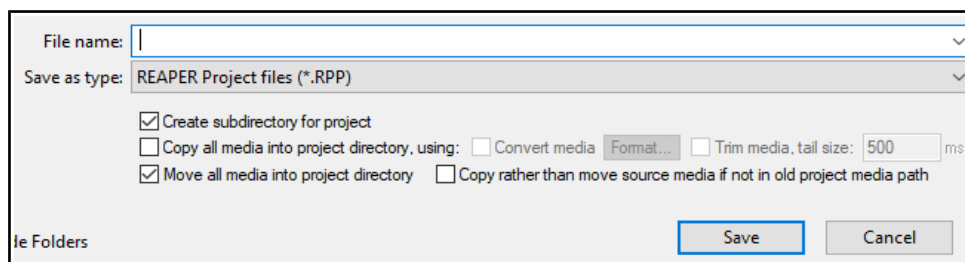 File name:
Save as type: REAPER Project files (*.RPP)
Create subdirectory for project
Copy all media into project directory, using: Convert media Format... Trim media, tail size: 500 ms
Move all media into project directory Copy rather than move source media if not in old project media path
de Folders Save Cancel